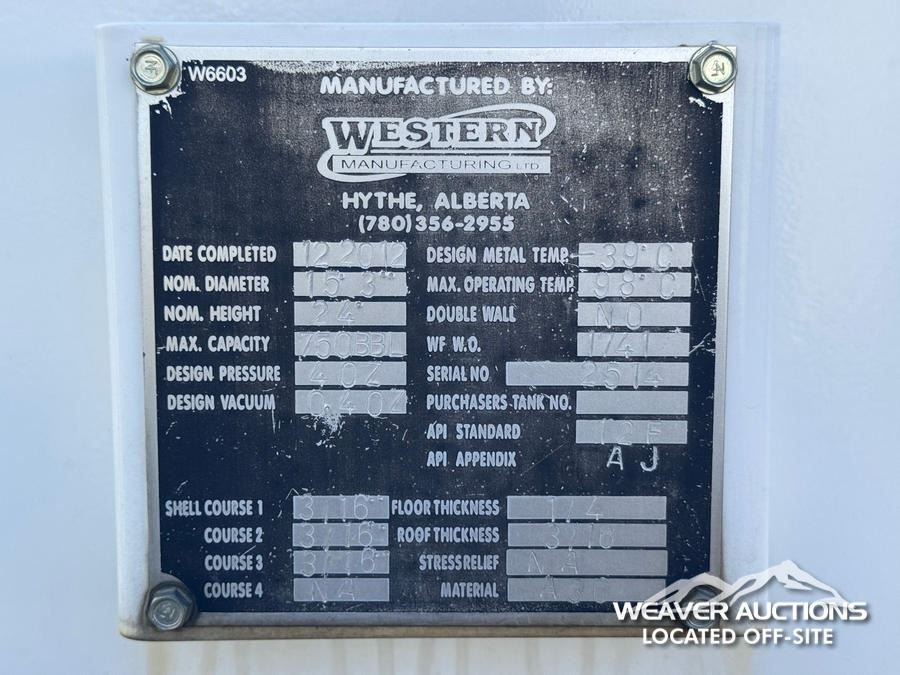 W6603
MANUFACTURED BY:
WESTERN
MANUFACTURING LTD.
HYTHE, ALBERTA
(780) 356-2955
DATE COMPLETED 12 2012 DESIGN METAL TEMP. -39°C
NOM. DIAMETER 15' 3" MAX. OPERATING TEMP. 98°C
NOM. HEIGHT 24' DOUBLE WALL NO
MAX. CAPACITY 750BBL WF W.O. 1741
DESIGN PRESSURE 4OZ SERIAL NO 2514
DESIGN VACUUM 0.4OZ PURCHASERS TANK NO.
API STANDARD 12F
API APPENDIX A J
SHELL COURSE 1 3/16" FLOOR THICKNESS 1/4
COURSE 2 3/16" ROOF THICKNESS 3/16
COURSE 3 3/16" STRESS RELIEF NA
COURSE 4 NA MATERIAL
WEAVER AUCTIONS
LOCATED OFF-SITE